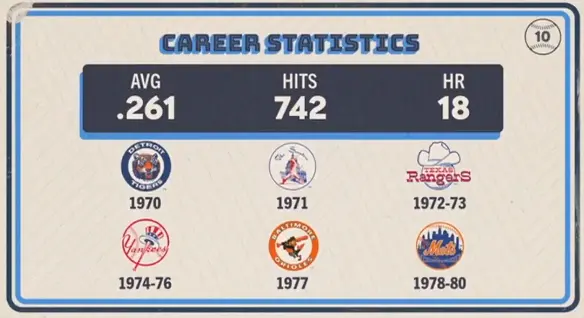 CAREER STATISTICS
10
AVG HITS HR
.261 742 18
DETROIT
TIGERS
TEXAS
RangerS
1970 1971 1972-73
Yankees
BALTIMORE
ORIOLES
Mets
1974-76 1977 1978-80